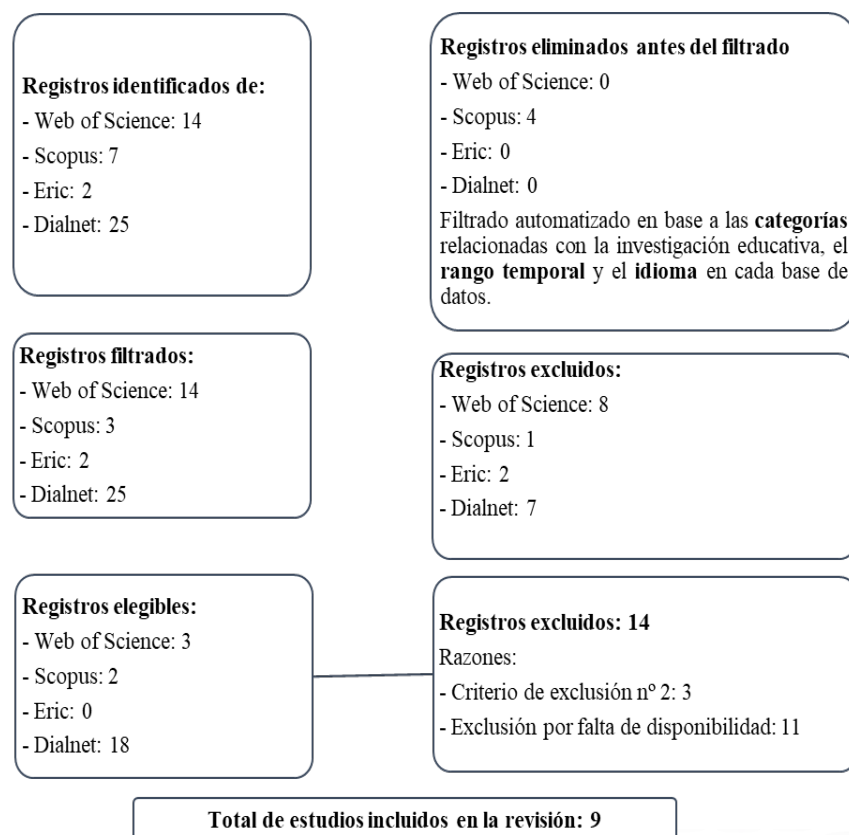 Registros identificados de:
- Web of Science: 14
- Scopus: 7
- Eric: 2
- Dialnet: 25
Registros eliminados antes del filtrado
- Web of Science: 0
- Scopus: 4
- Eric: 0
- Dialnet: 0
Filtrado automatizado en base a las categorías
relacionadas con la investigación educativa, el
rango temporal y el idioma en cada base de
datos.
Registros filtrados:
- Web of Science: 14
- Scopus: 3
- Eric: 2
- Dialnet: 25
Registros excluidos:
- Web of Science: 8
- Scopus: 1
- Eric: 2
- Dialnet: 7
Registros elegibles:
- Web of Science: 3
- Scopus: 2
- Eric: 0
- Dialnet: 18
Registros excluidos: 14
Razones:
- Criterio de exclusión nº 2: 3
- Exclusión por falta de disponibilidad: 11
Total de estudios incluidos en la revisión: 9